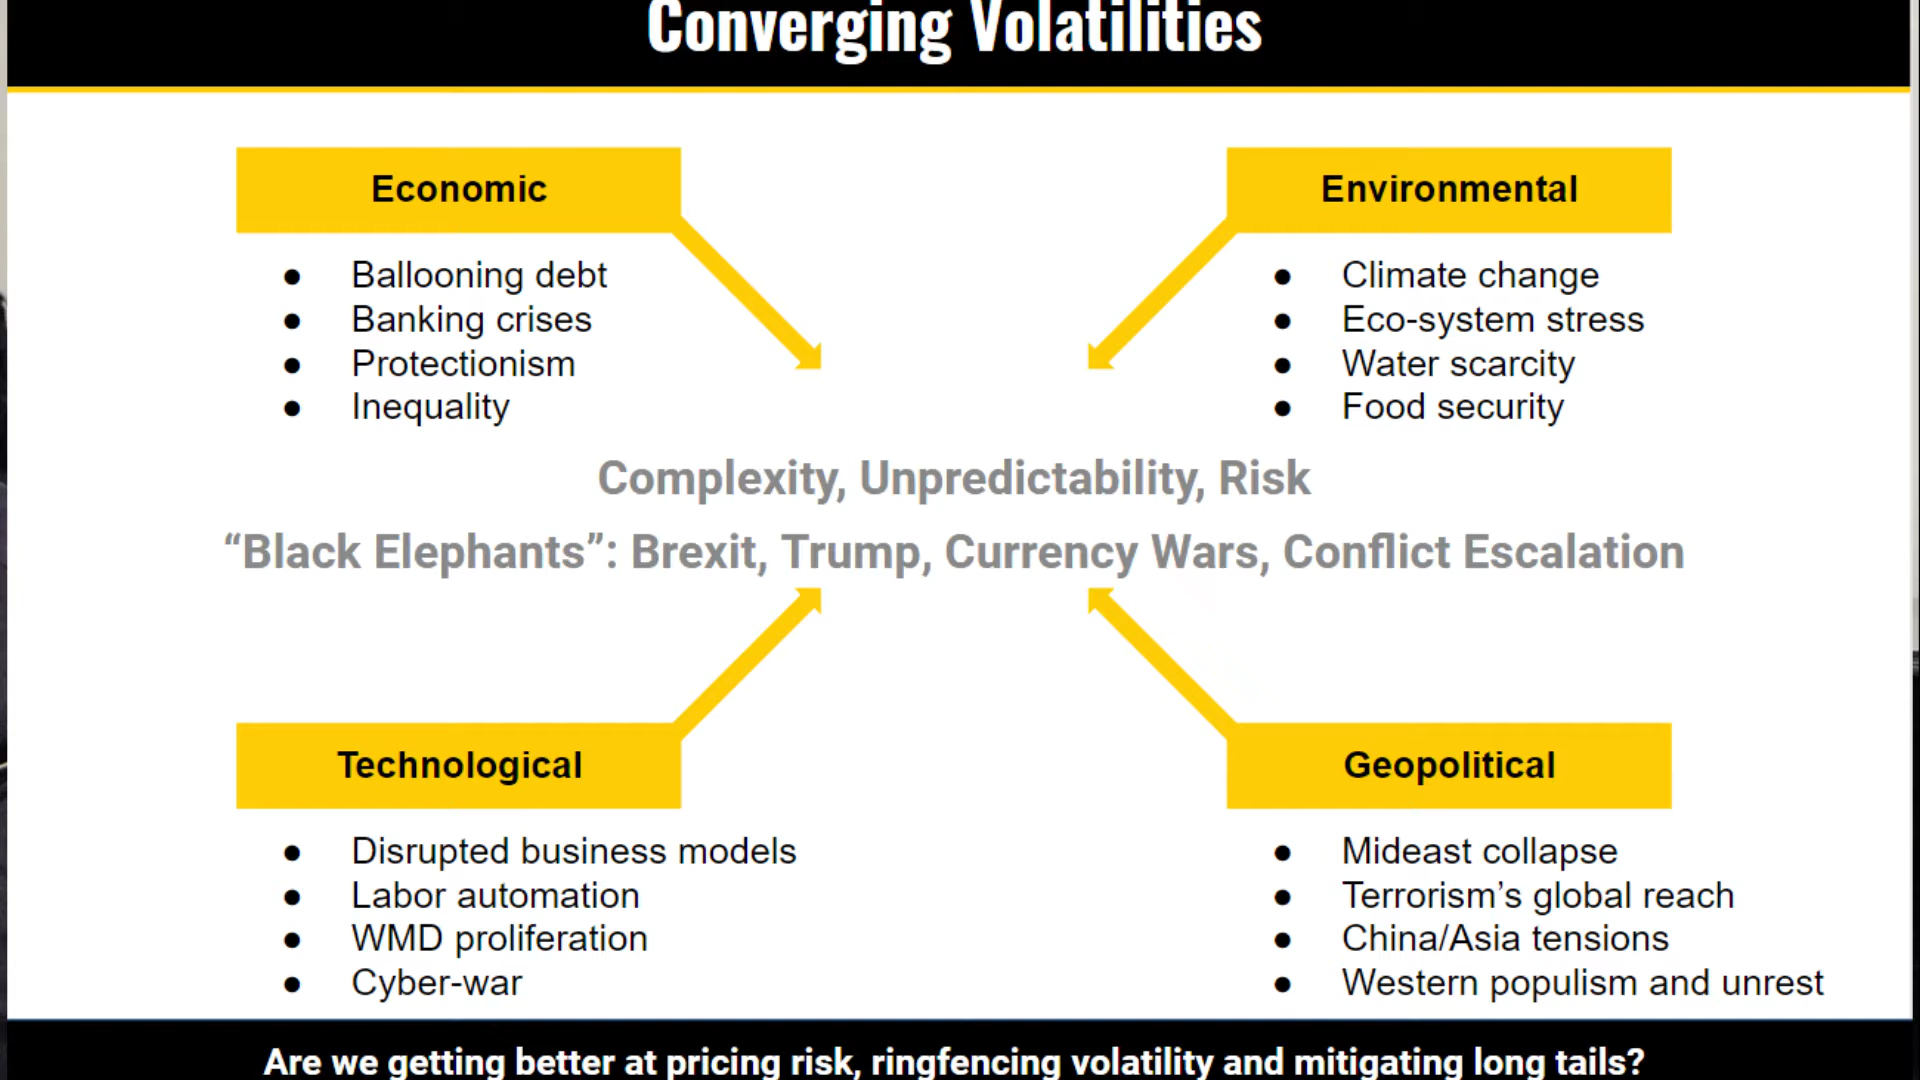 Converging Volatilities
Economic
● Ballooning debt
● Banking crises
● Protectionism
● Inequality
Environmental
● Climate change
● Eco-system stress
● Water scarcity
● Food security
Complexity, Unpredictability, Risk
“Black Elephants”: Brexit, Trump, Currency Wars, Conflict Escalation
Technological
● Disrupted business models
● Labor automation
● WMD proliferation
● Cyber-war
Geopolitical
● Mideast collapse
● Terrorism’s global reach
● China/Asia tensions
● Western populism and unrest
Are we getting better at pricing risk, ringfencing volatility and mitigating long tails?